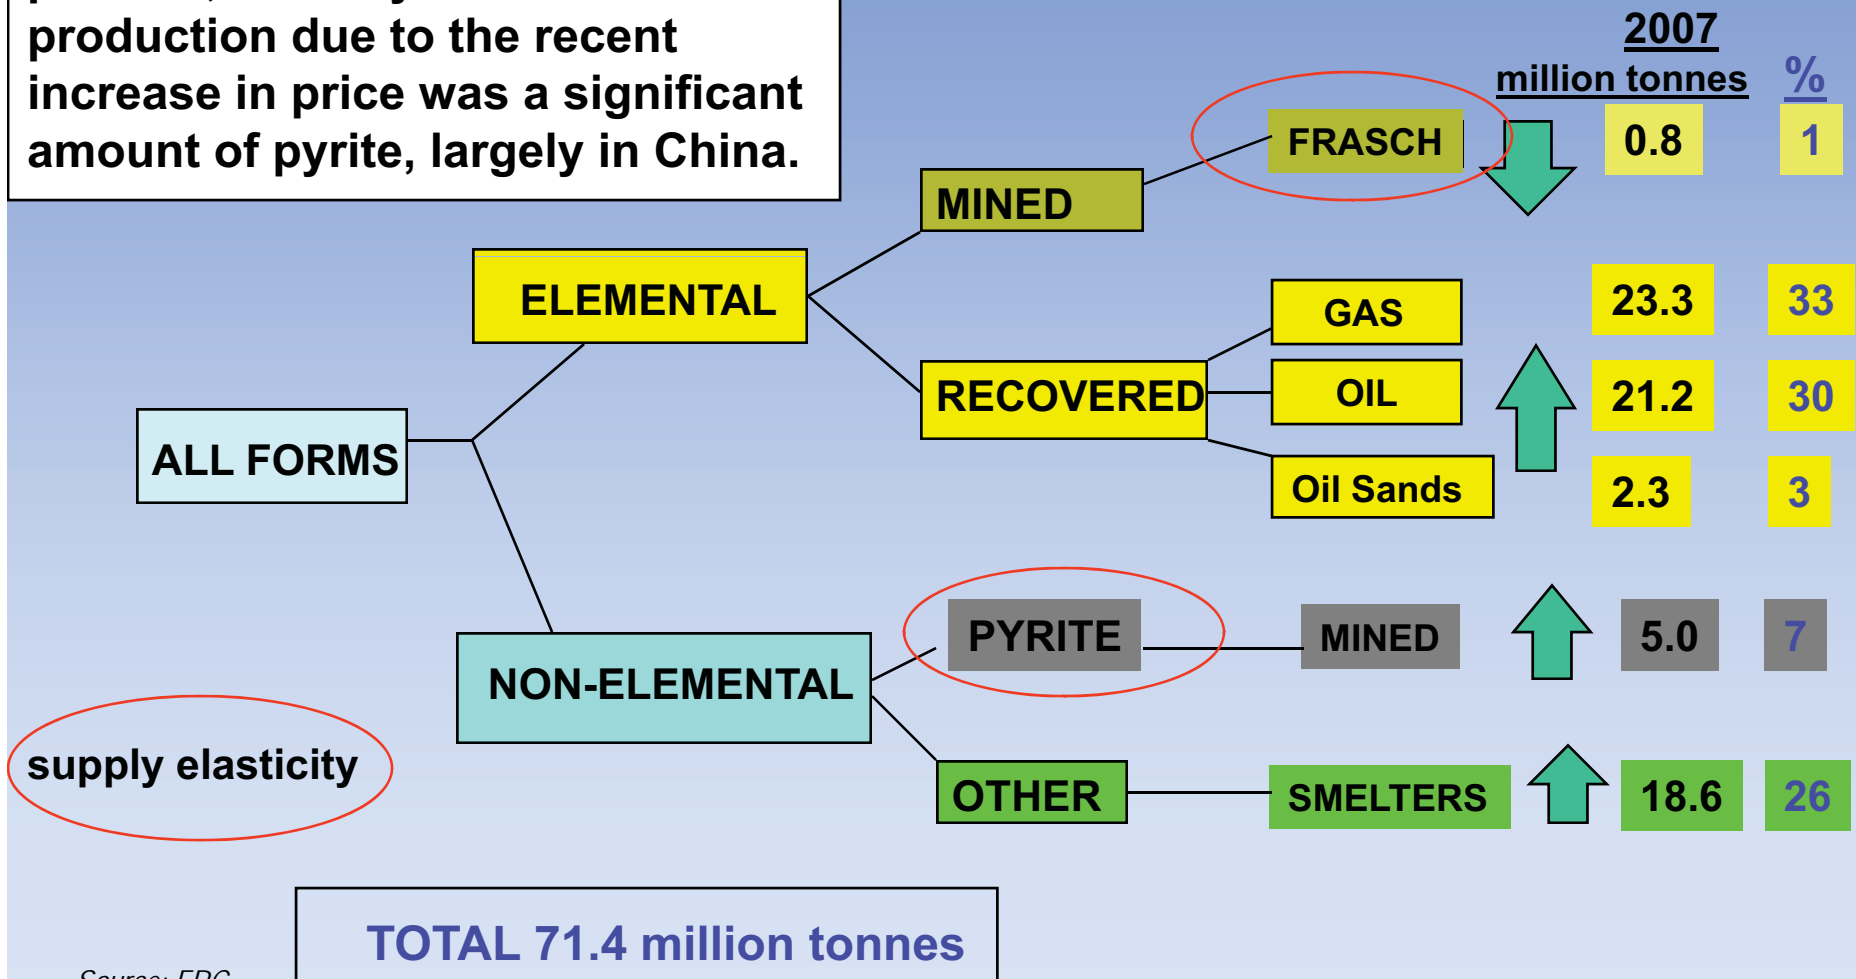 production due to the recent
increase in price was a significant
amount of pyrite, largely in China.
2007
million tonnes %
FRASCH 0.8 1
MINED
ELEMENTAL
GAS 23.3 33
RECOVERED OIL 21.2 30
ALL FORMS
Oil Sands 2.3 3
PYRITE MINED 5.0 7
NON-ELEMENTAL
supply elasticity
OTHER SMELTERS 18.6 26
TOTAL 71.4 million tonnes
Source: